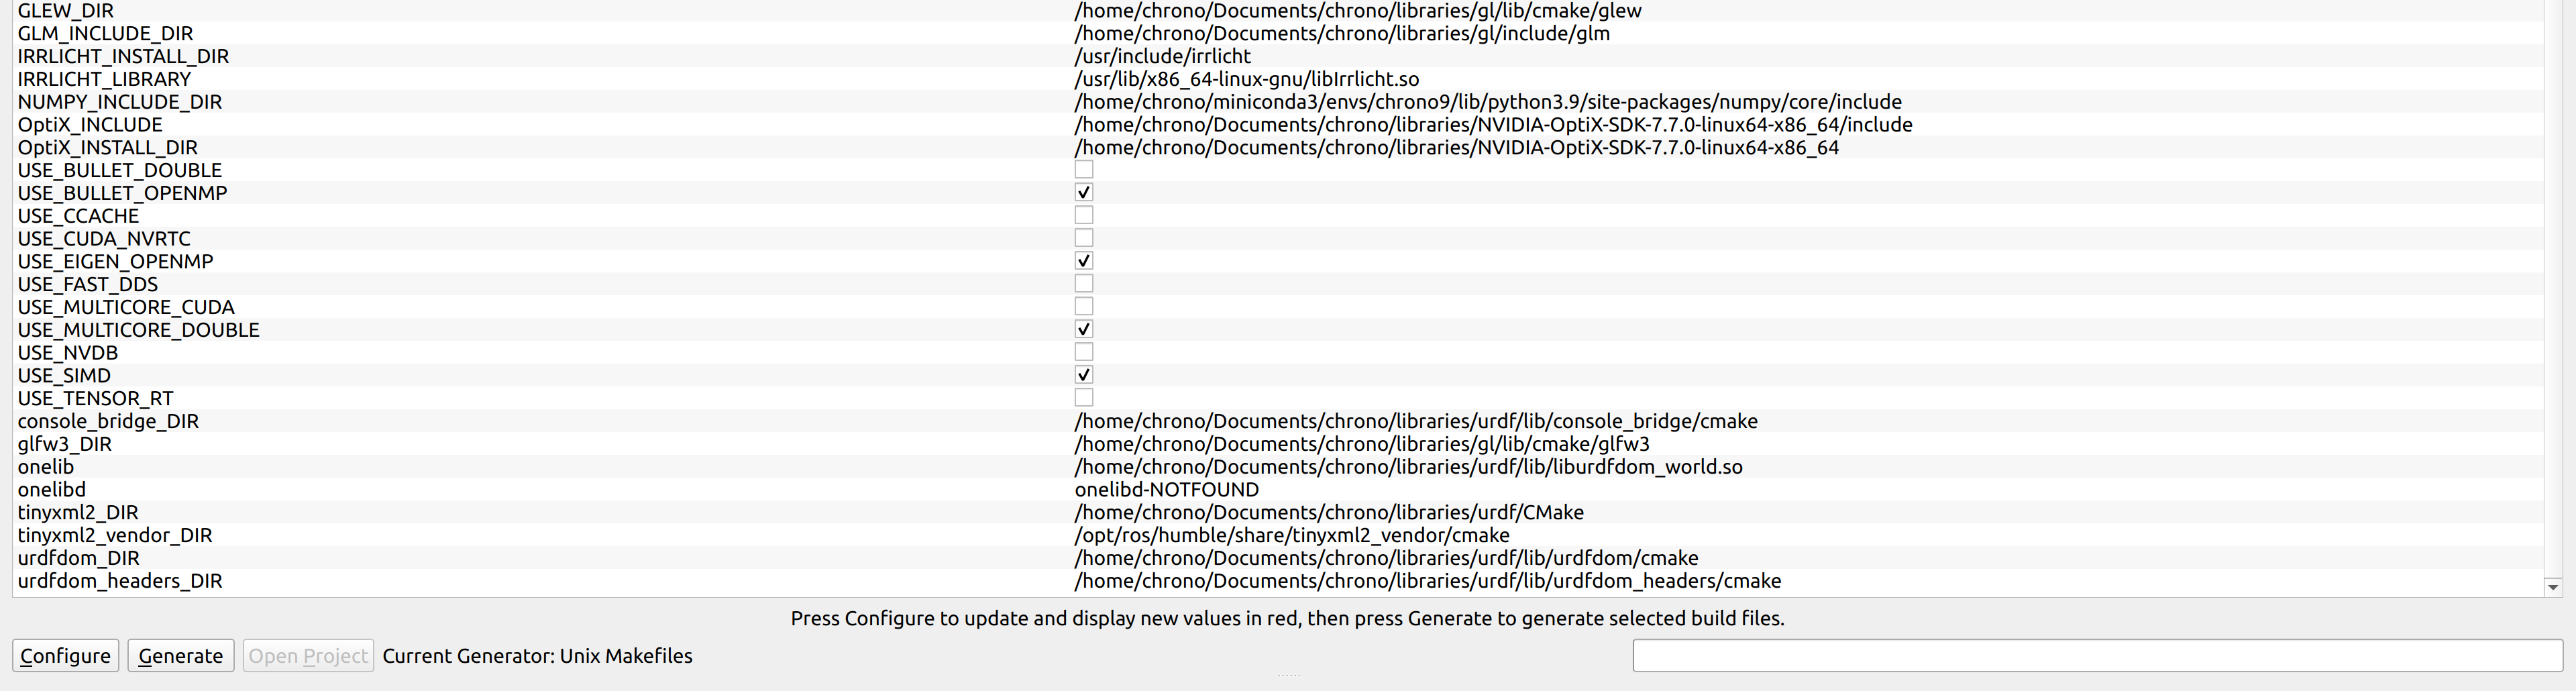 GLEW_DIR /home/chrono/Documents/chrono/libraries/gl/lib/cmake/glew
GLM_INCLUDE_DIR /home/chrono/Documents/chrono/libraries/gl/include/glm
IRRLICHT_INSTALL_DIR /usr/include/irrlicht
IRRLICHT_LIBRARY /usr/lib/x86_64-linux-gnu/libIrrlicht.so
NUMPY_INCLUDE_DIR /home/chrono/miniconda3/envs/chrono9/lib/python3.9/site-packages/numpy/core/include
OptiX_INCLUDE /home/chrono/Documents/chrono/libraries/NVIDIA-OptiX-SDK-7.7.0-linux64-x86_64/include
OptiX_INSTALL_DIR /home/chrono/Documents/chrono/libraries/NVIDIA-OptiX-SDK-7.7.0-linux64-x86_64
USE_BULLET_DOUBLE
USE_BULLET_OPENMP
USE_CCACHE
USE_CUDA_NVRTC
USE_EIGEN_OPENMP
USE_FAST_DDS
USE_MULTICORE_CUDA
USE_MULTICORE_DOUBLE
USE_NVDB
USE_SIMD
USE_TENSOR_RT
console_bridge_DIR /home/chrono/Documents/chrono/libraries/urdf/lib/console_bridge/cmake
glfw3_DIR /home/chrono/Documents/chrono/libraries/gl/lib/cmake/glfw3
onelib /home/chrono/Documents/chrono/libraries/urdf/lib/liburdfdom_world.so
onelibd onelibd-NOTFOUND
tinyxml2_DIR /home/chrono/Documents/chrono/libraries/urdf/CMake
tinyxml2_vendor_DIR /opt/ros/humble/share/tinyxml2_vendor/cmake
urdfdom_DIR /home/chrono/Documents/chrono/libraries/urdf/lib/urdfdom/cmake
urdfdom_headers_DIR /home/chrono/Documents/chrono/libraries/urdf/lib/urdfdom_headers/cmake
Press Configure to update and display new values in red, then press Generate to generate selected build files.
Configure Generate Open Project Current Generator: Unix Makefiles